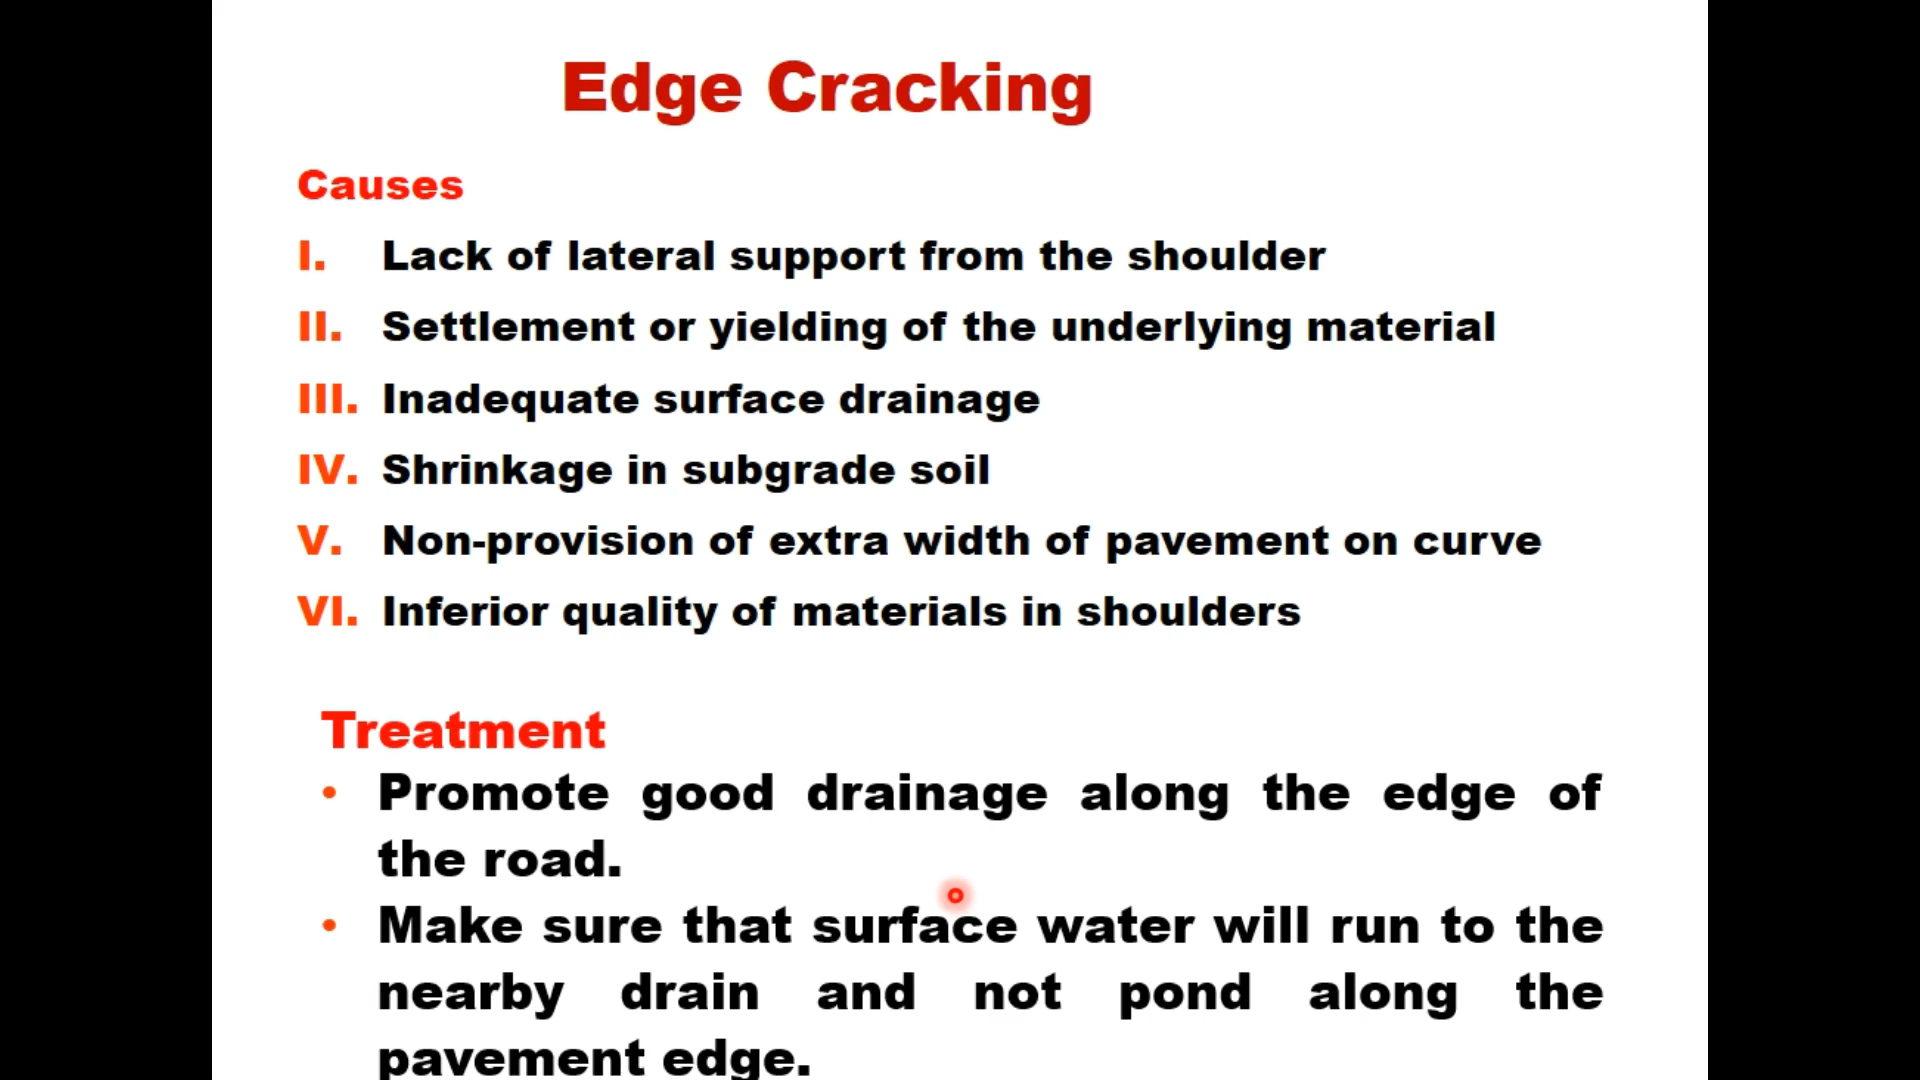 Edge Cracking
Causes
I. Lack of lateral support from the shoulder
II. Settlement or yielding of the underlying material
III. Inadequate surface drainage
IV. Shrinkage in subgrade soil
V. Non-provision of extra width of pavement on curve
VI. Inferior quality of materials in shoulders
Treatment
• Promote good drainage along the edge of
the road.
• Make sure that surface water will run to the
nearby drain and not pond along the
pavement edge.